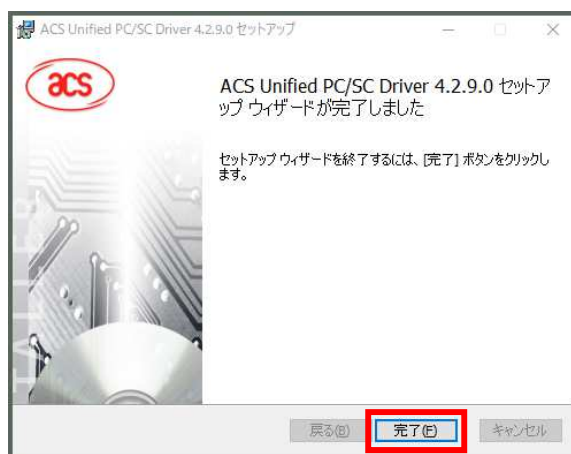 ACS Unified PC/SC Driver 4.2.9.0 セットアップ
acs
ACS Unified PC/SC Driver 4.2.9.0 セットア
ップ ウィザードが完了しました
セットアップ ウィザードを終了するには、[完了] ボタンをクリックし
ます。
戻る(B)
完了(F)
キャンセル